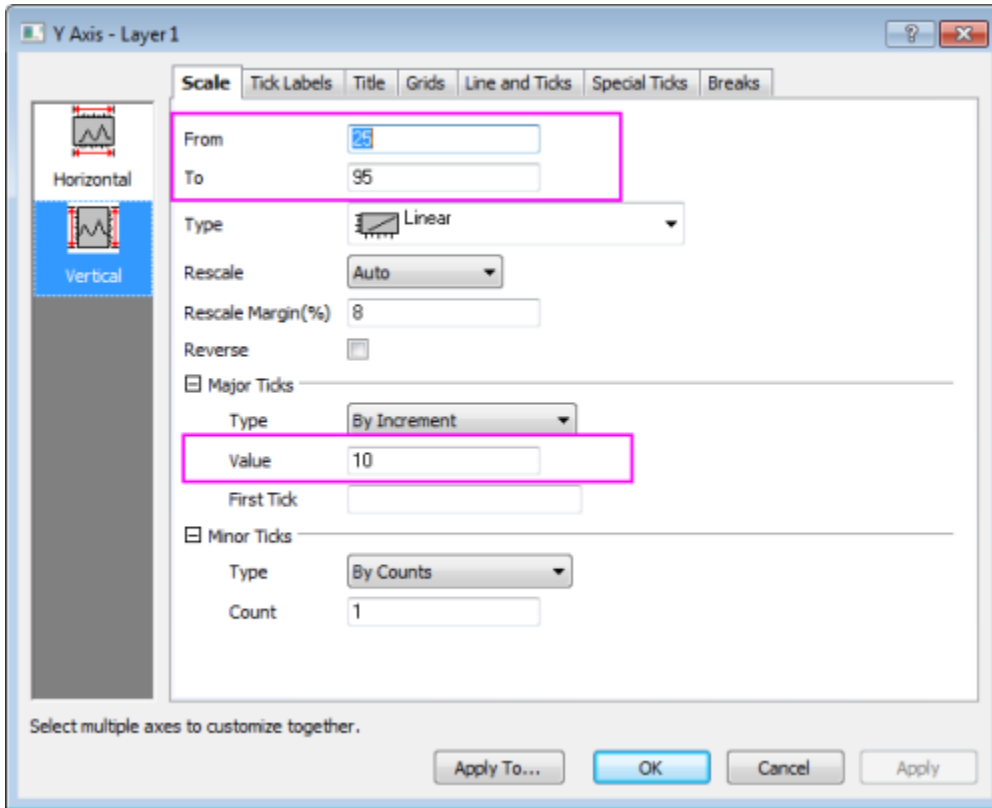 Y Axis - Layer1
Scale Tick Labels Title Grids Line and Ticks Special Ticks Breaks
Horizontal
Vertical
From 25
To 95
Type Linear
Rescale Auto
Rescale Margin(%) 8
Reverse
Major Ticks
Type By Increment
Value 10
First Tick
Minor Ticks
Type By Counts
Count 1
Select multiple axes to customize together.
Apply To... OK Cancel Apply